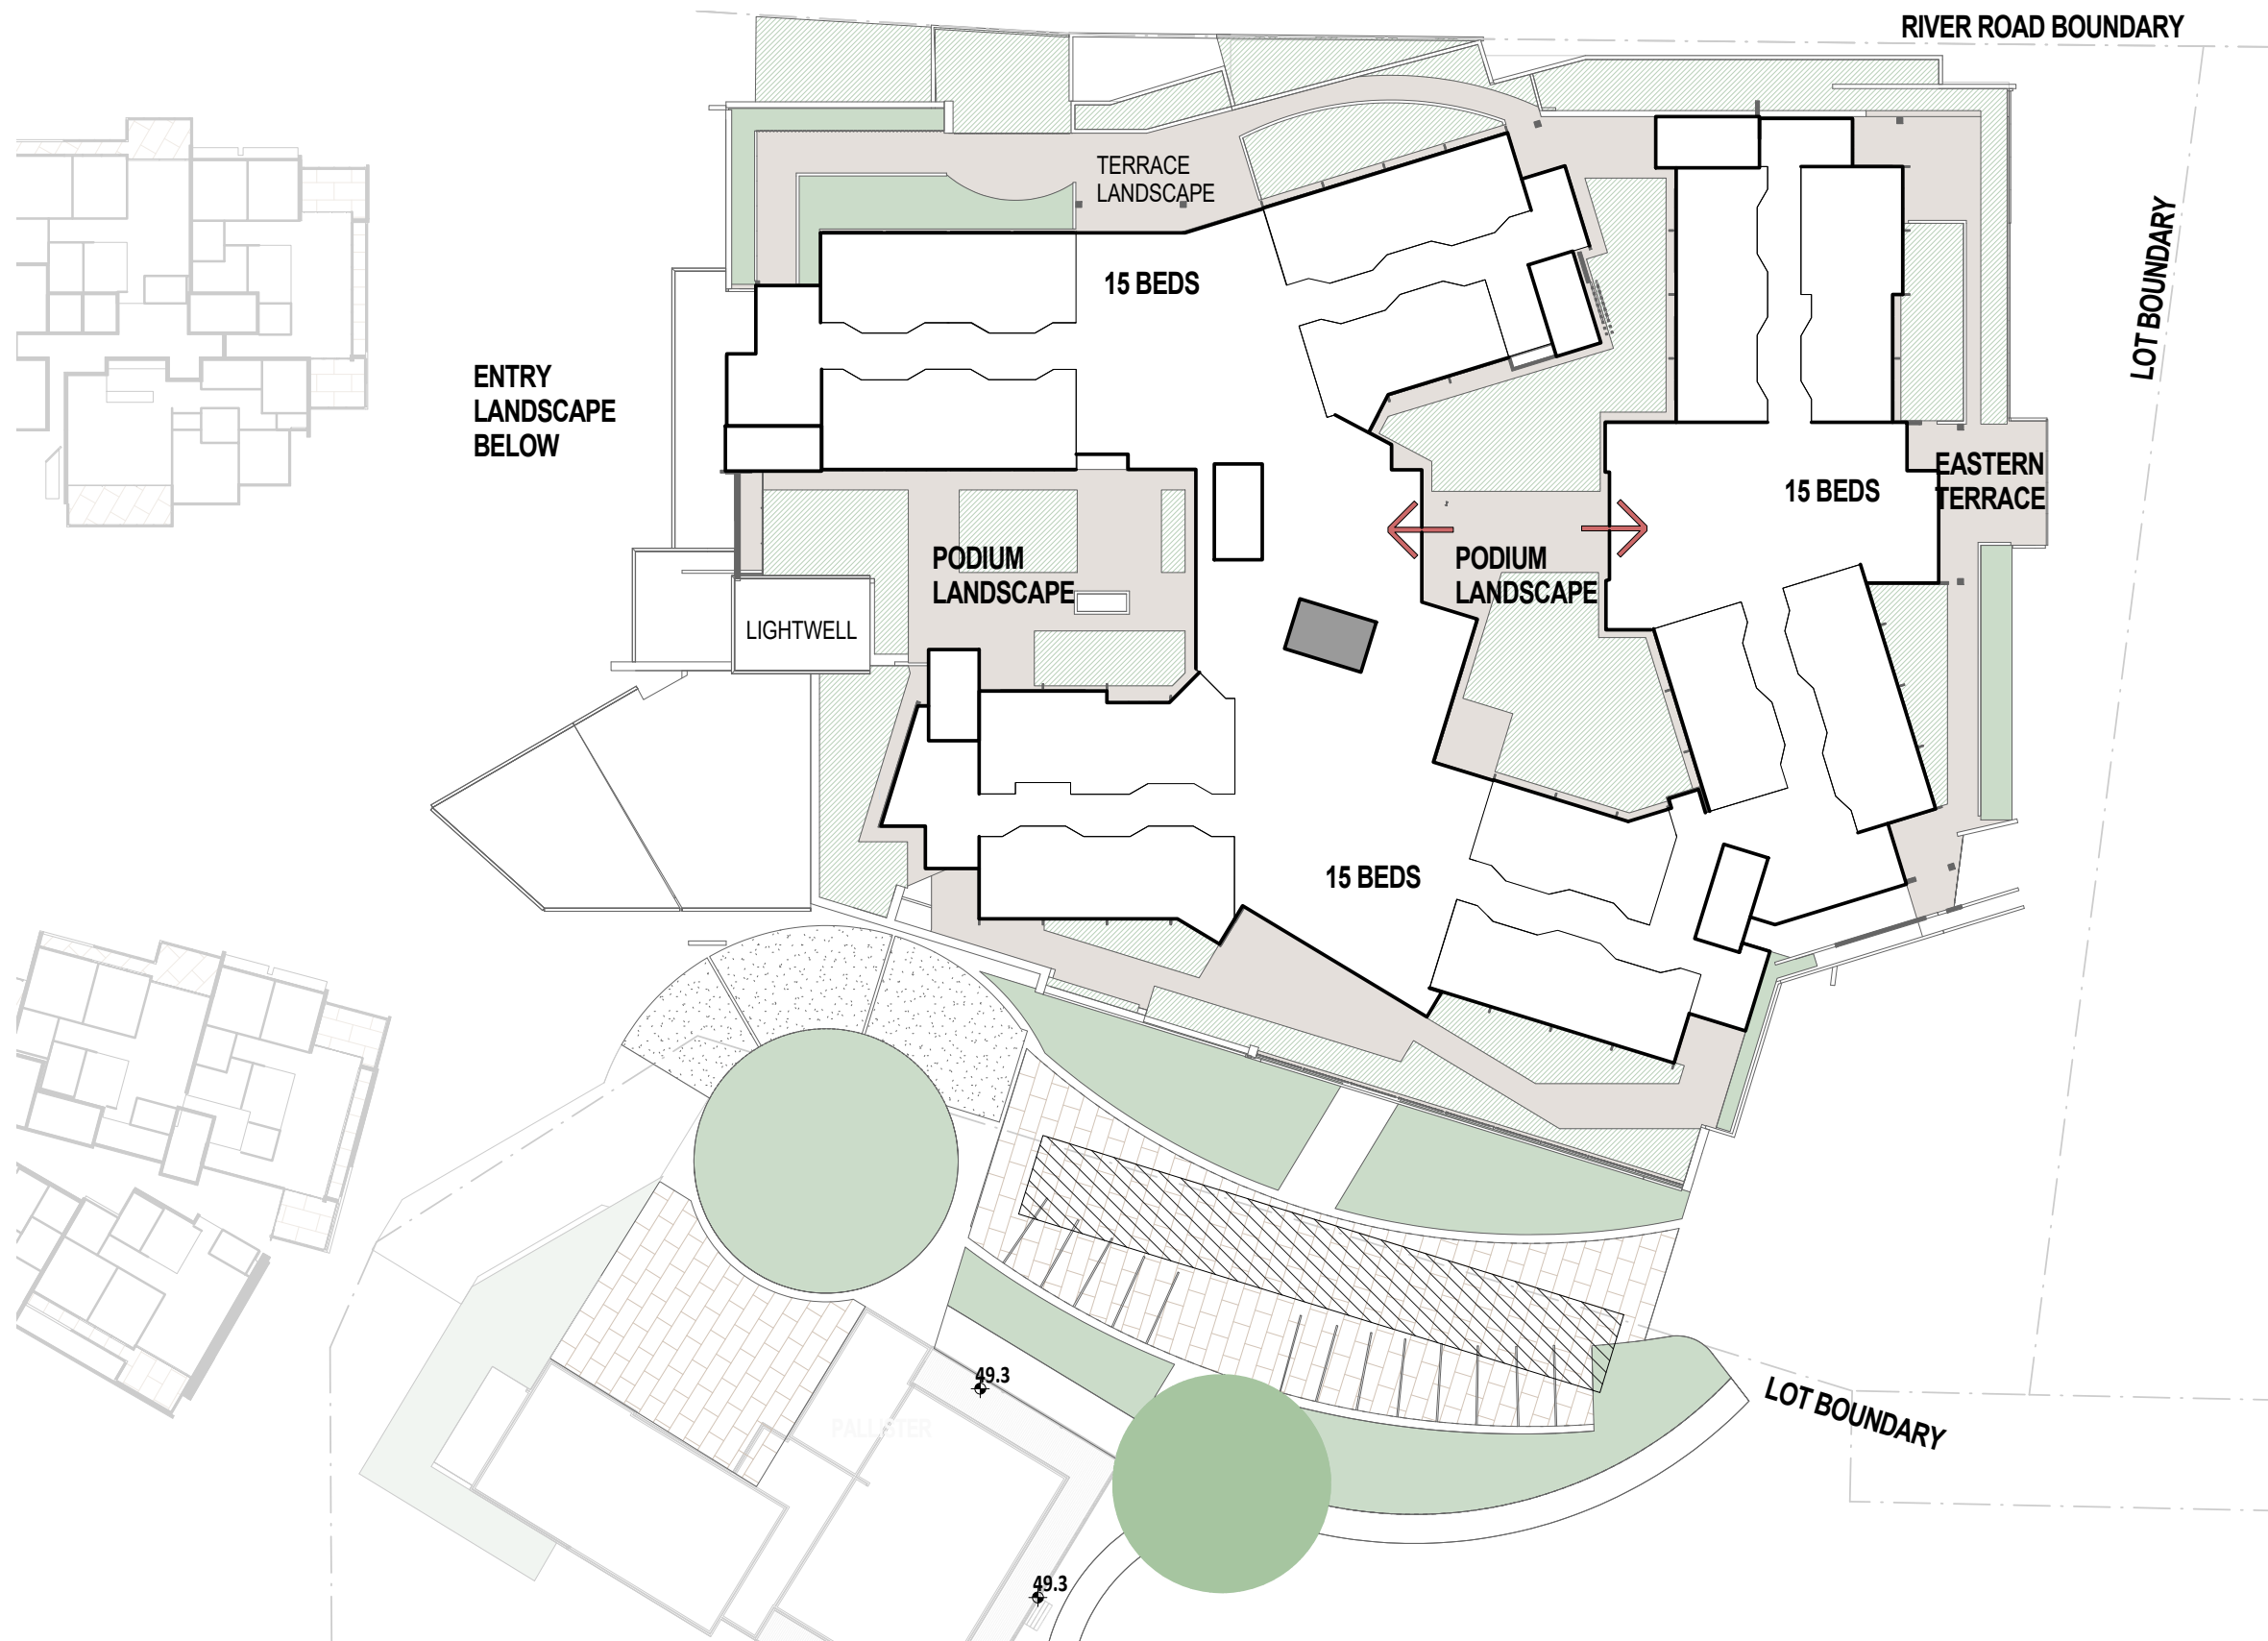 RIVER ROAD BOUNDARY
TERRACE
LANDSCAPE
LOT BOUNDARY
15 BEDS
ENTRY
LANDSCAPE
BELOW
EASTERN
TERRACE
15 BEDS
PODIUM
LANDSCAPE
PODIUM
LANDSCAPE
LIGHTWELL
15 BEDS
49.3
LOT BOUNDARY
PALLISTER
49.3